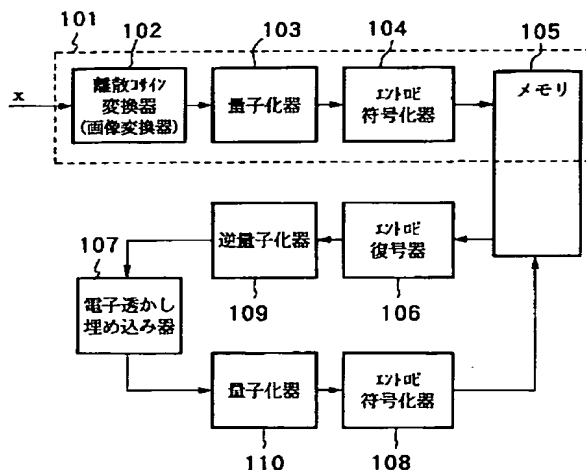 101
102
103
104
105
x
離散ｺｻｲﾝ
変換器
(画像変換器)
量子化器
ｴﾝﾄﾛﾋﾟ
符号化器
メモリ
107
逆量子化器
ｴﾝﾄﾛﾋﾟ
復号器
電子透かし
埋め込み器
109
106
量子化器
ｴﾝﾄﾛﾋﾟ
符号化器
110
108